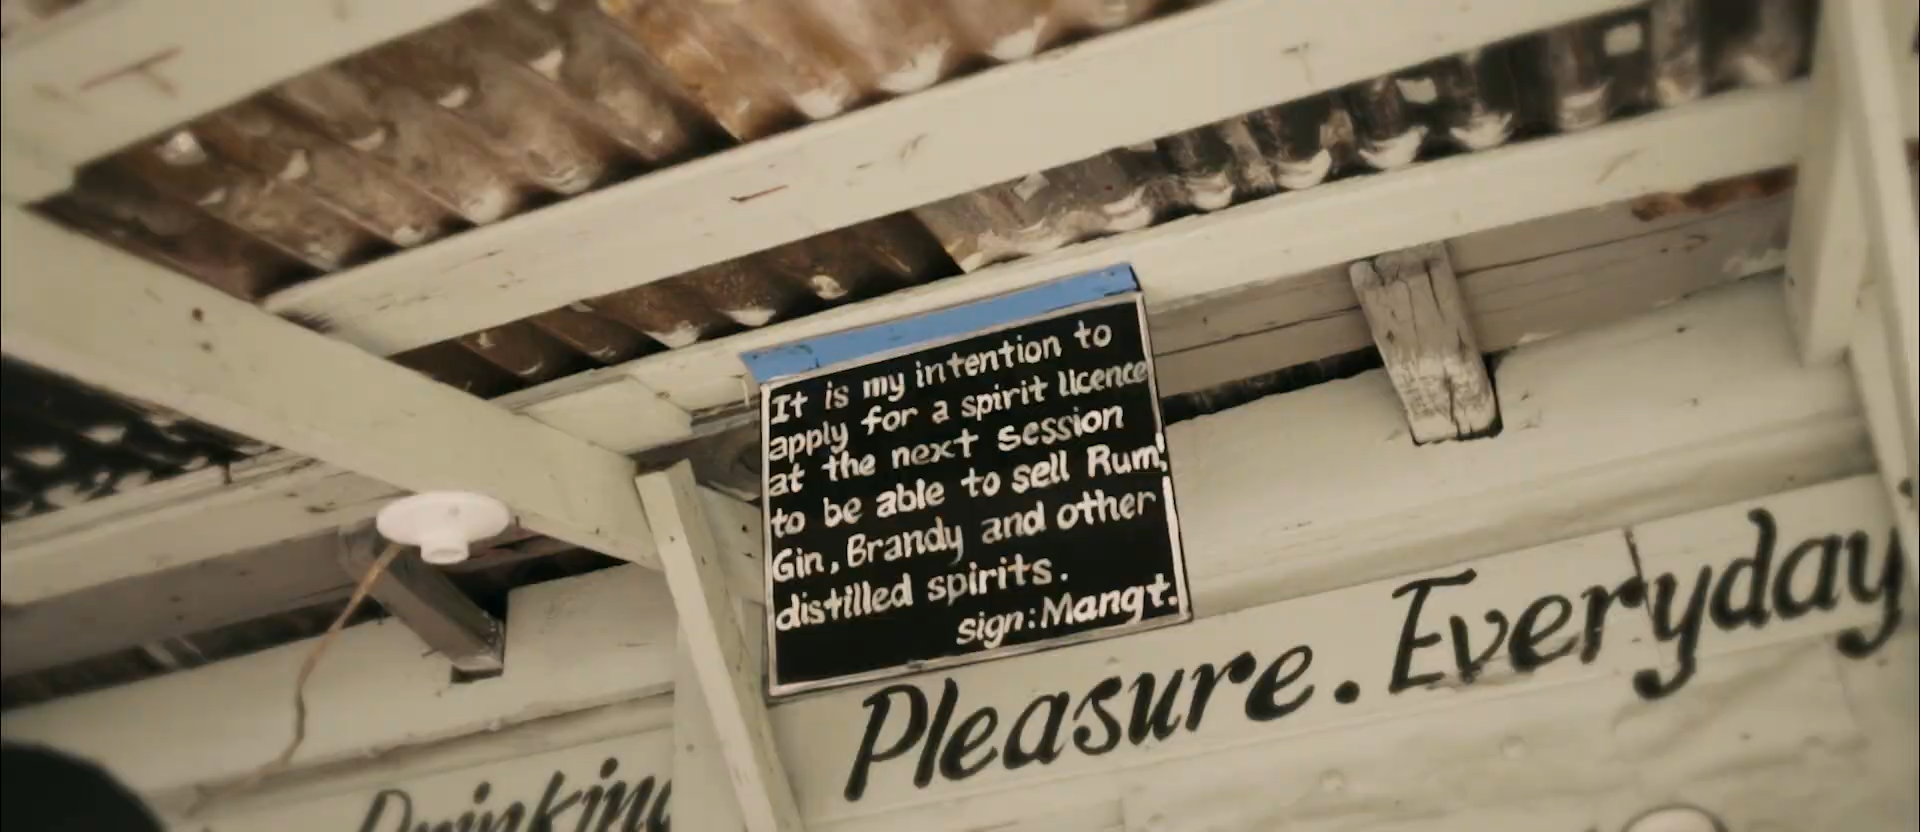 It is my intention to
apply for a spirit licence
at the next session
to be able to sell Rum!
Gin, Brandy and other
distilled spirits.
sign:Mangt.
Drinking Pleasure. Everyday